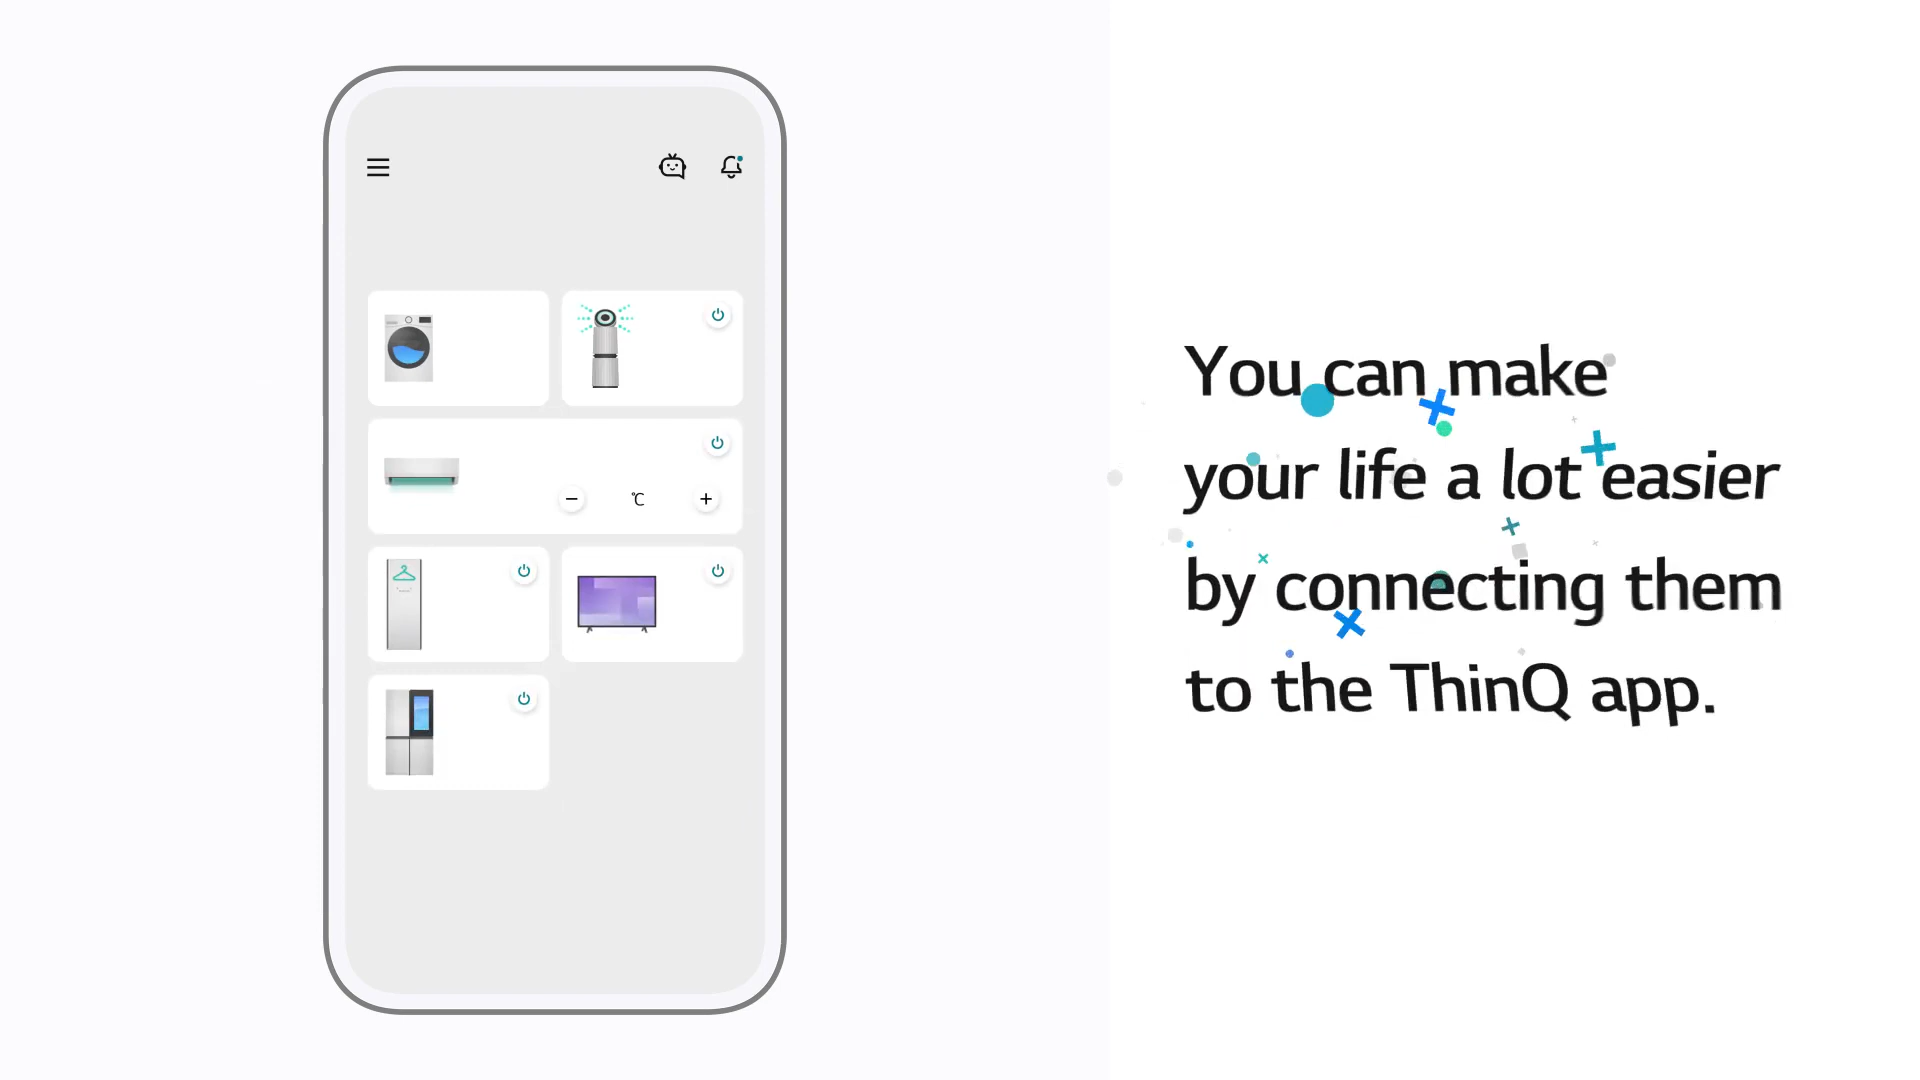 ℃
You can make
your life a lot easier
by connecting them
to the ThinQ app.